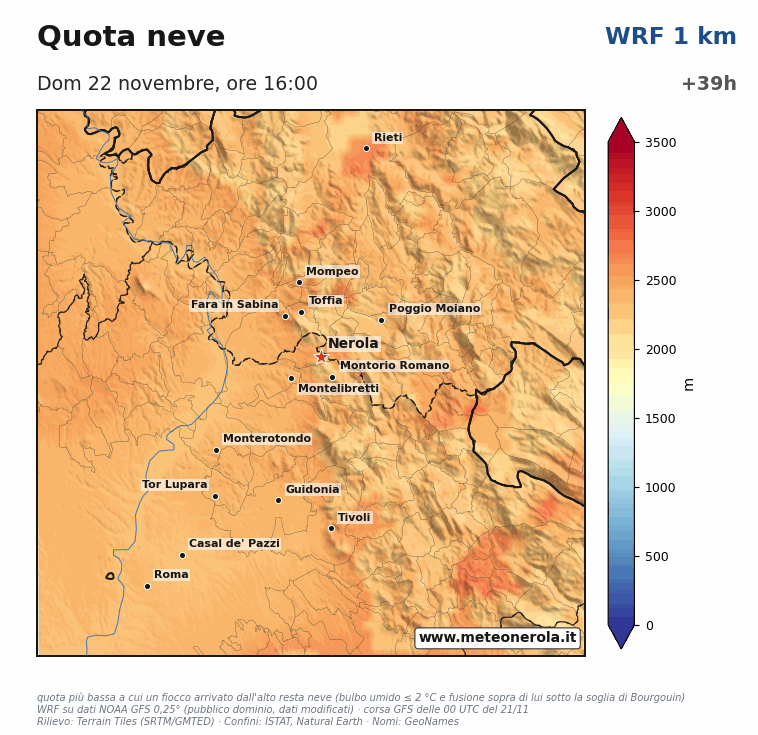 Quota neve
WRF 1 km
Dom 22 novembre, ore 16:00
+39h
Rieti
Mompeo
Fara in Sabina
Toffia
Poggio Moiano
Nerola
Montorio Romano
Montelibretti
Monterotondo
Tor Lupara
Guidonia
Tivoli
Casal de' Pazzi
Roma
www.meteonerola.it
3500
3000
2500
2000
1500
1000
500
0
m
quota più bassa a cui un fiocco arrivato dall'alto resta neve (bulbo umido ≤ 2 °C e fusione sopra di lui sotto la soglia di Bourgouin)
WRF su dati NOAA GFS 0,25° (pubblico dominio, dati modificati) · corsa GFS delle 00 UTC del 21/11
Rilievo: Terrain Tiles (SRTM/GMTED) · Confini: ISTAT, Natural Earth · Nomi: GeoNames